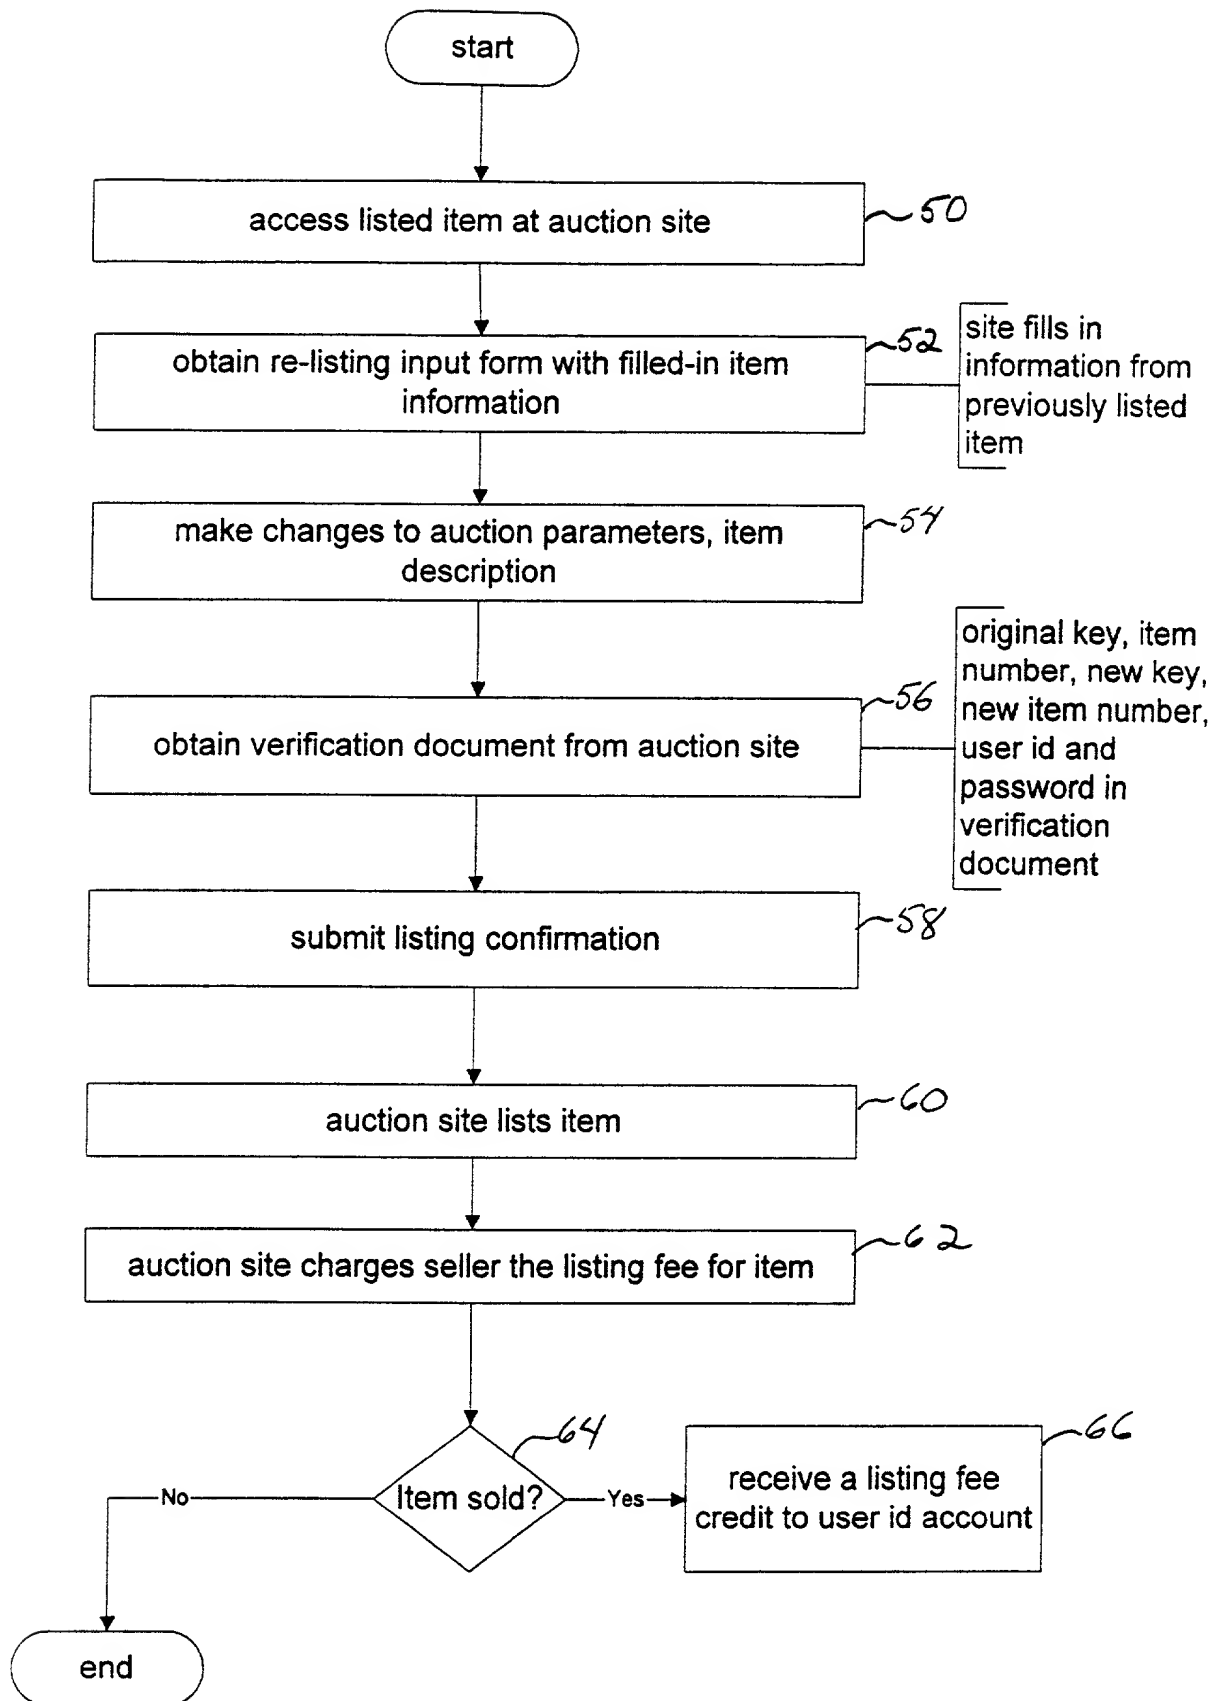 start
access listed item at auction site
50
obtain re-listing input form with filled-in item
information
52
site fills in
information from
previously listed
item
make changes to auction parameters, item
description
54
obtain verification document from auction site
56
original key, item
number, new key,
new item number,
user id and
password in
verification
document
submit listing confirmation
58
auction site lists item
60
auction site charges seller the listing fee for item
62
Item sold?
64
No
Yes
receive a listing fee
credit to user id account
66
end